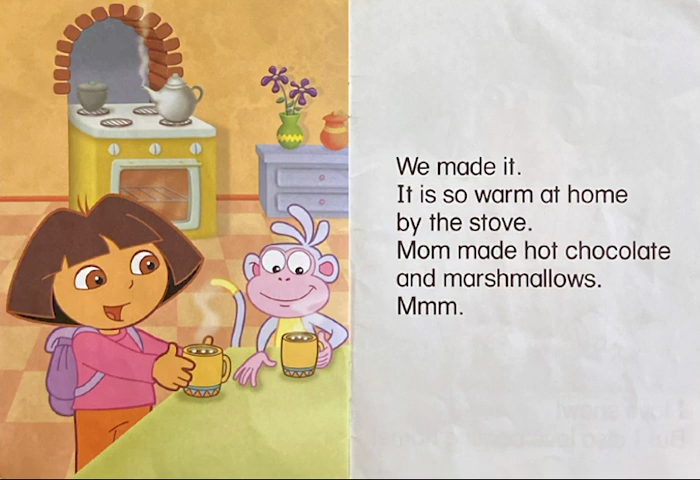 We made it.
It is so warm at home
by the stove.
Mom made hot chocolate
and marshmallows.
Mmm.